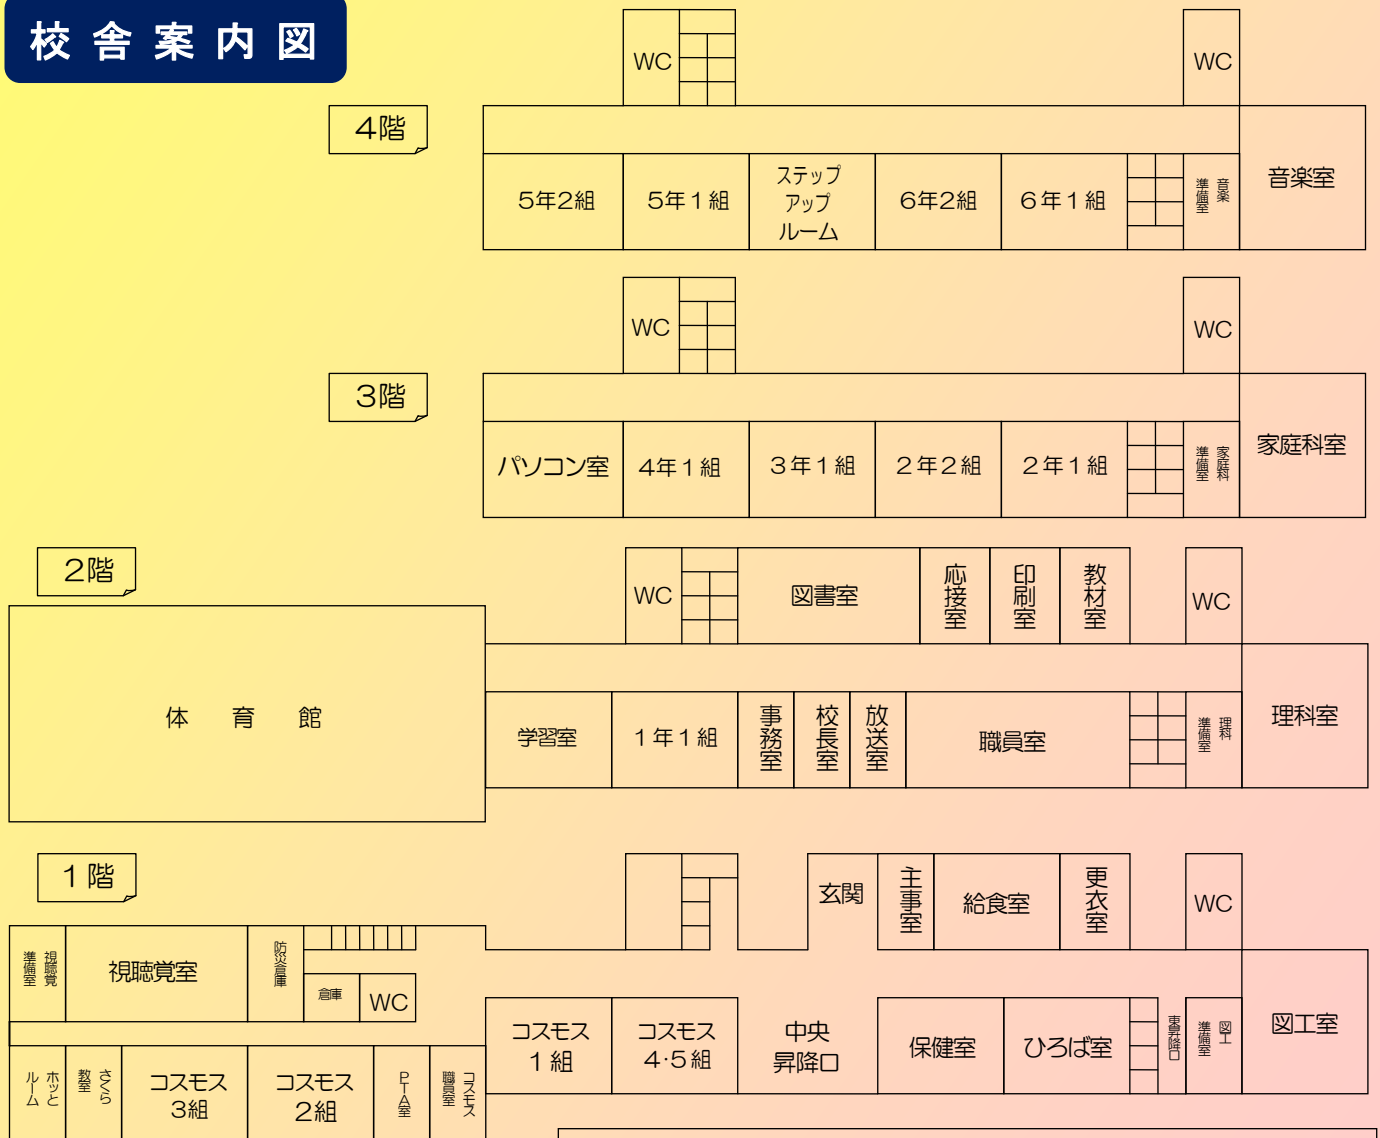 校舎案内図
WC
WC
4階
5年2組
5年1組
ステップ
アップ
ルーム
6年2組
6年1組
音楽
準備室
音楽室
WC
WC
3階
パソコン室
4年1組
3年1組
2年2組
2年1組
家庭科
準備室
家庭科室
2階
WC
図書室
応接室
印刷室
教材室
WC
体育館
学習室
1年1組
事務室
校長室
放送室
職員室
理科
準備室
理科室
1階
玄関
主事室
給食室
更衣室
WC
視聴覚
準備室
視聴覚室
防災倉庫
倉庫
WC
コスモス
1組
コスモス
4·5組
中央
昇降口
保健室
ひろば室
東昇降口
図工
準備室
図工室
ホッと
ルーム
さくら
教室
コスモス
3組
コスモス
2組
PTA室
コスモス
職員室